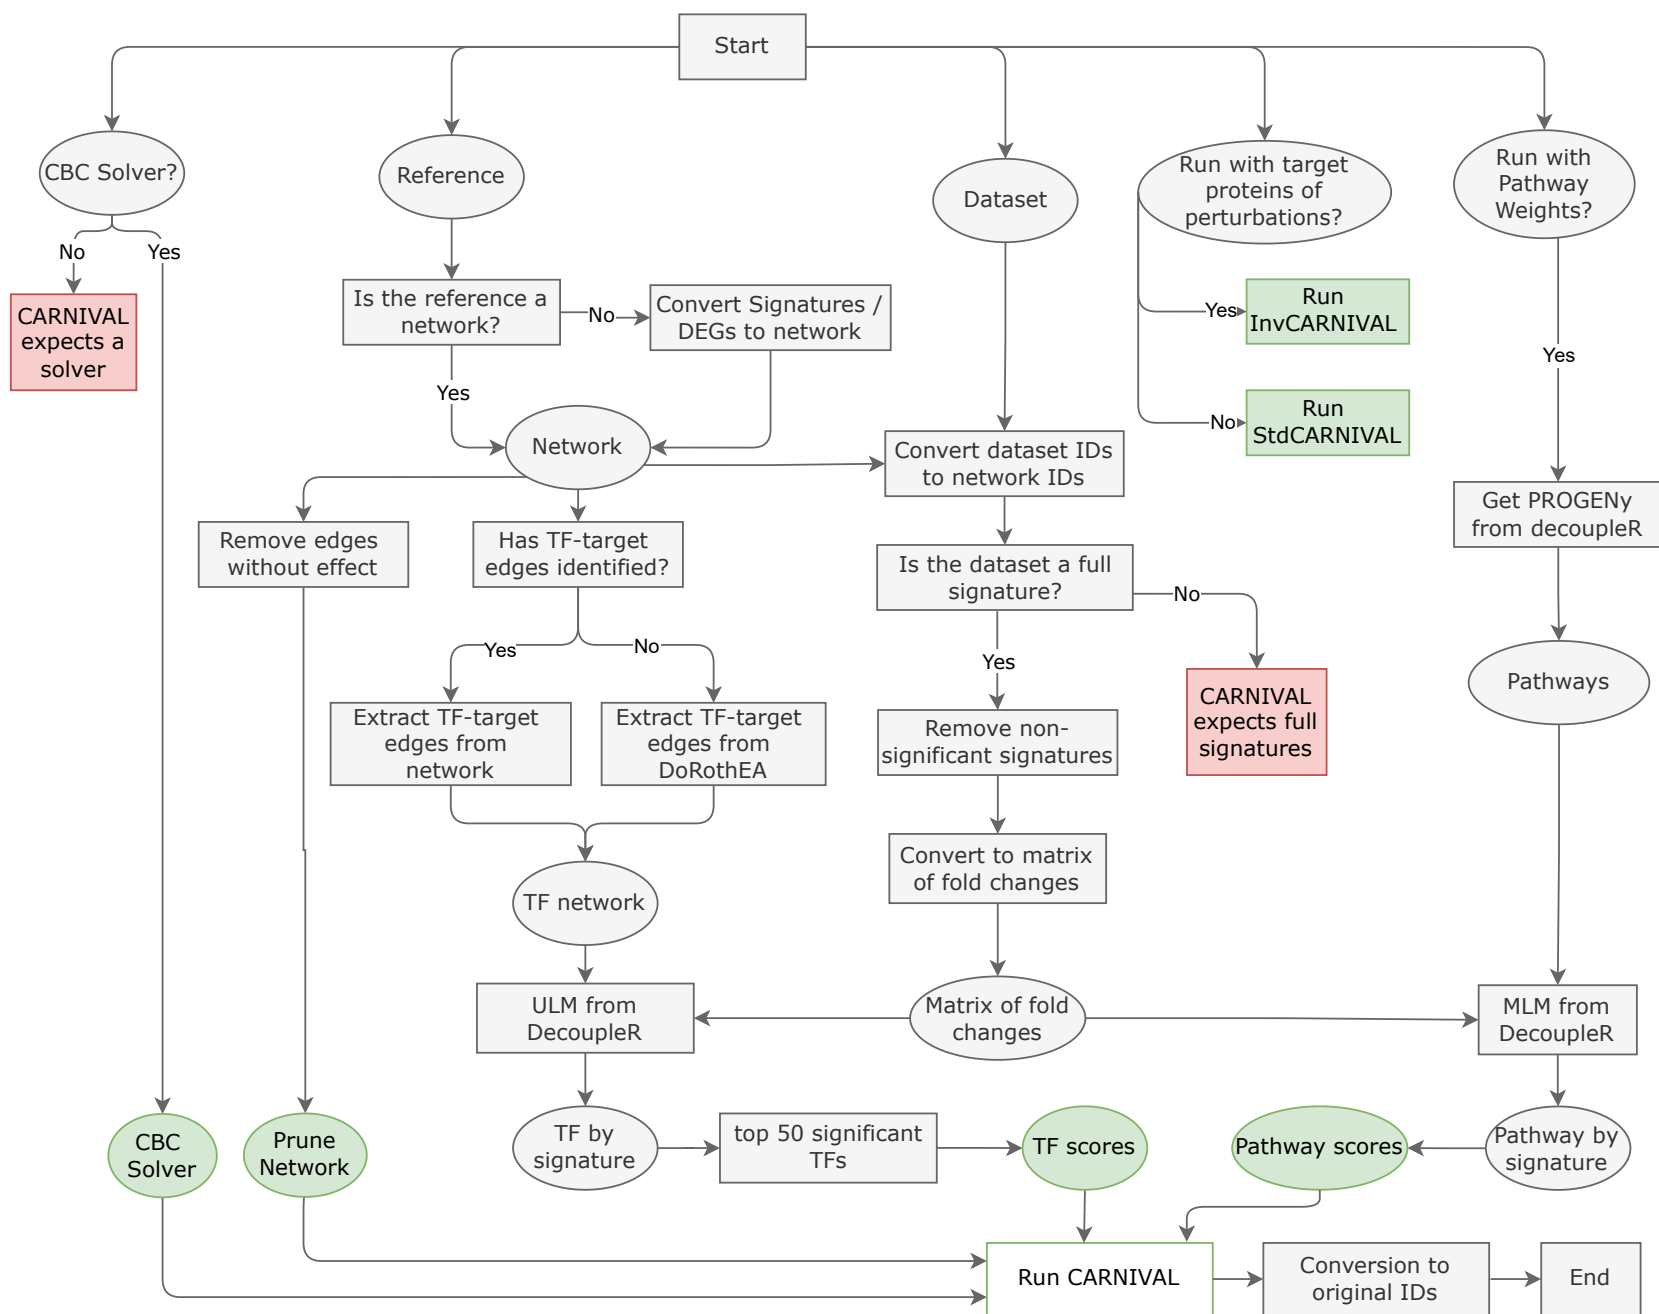 Start
CBC Solver?
Reference
Dataset
Run with target
proteins of
perturbations?
Run with
Pathway
Weights?
No
Yes
CARNIVAL
expects a
solver
Is the reference a
network?
No
Convert Signatures /
DEGs to network
Yes
Run
InvCARNIVAL
Yes
Yes
No
Run
StdCARNIVAL
Network
Convert dataset IDs
to network IDs
Get PROGENy
from decoupleR
Remove edges
without effect
Has TF-target
edges identified?
Is the dataset a full
signature?
No
Yes
No
Yes
CARNIVAL
expects full
signatures
Pathways
Extract TF-target
edges from
network
Extract TF-target
edges from
DoRothEA
Remove non-
significant signatures
Convert to matrix
of fold changes
TF network
ULM from
DecoupleR
Matrix of fold
changes
MLM from
DecoupleR
CBC
Solver
Prune
Network
TF by
signature
top 50 significant
TFs
TF scores
Pathway scores
Pathway by
signature
Run CARNIVAL
Conversion to
original IDs
End